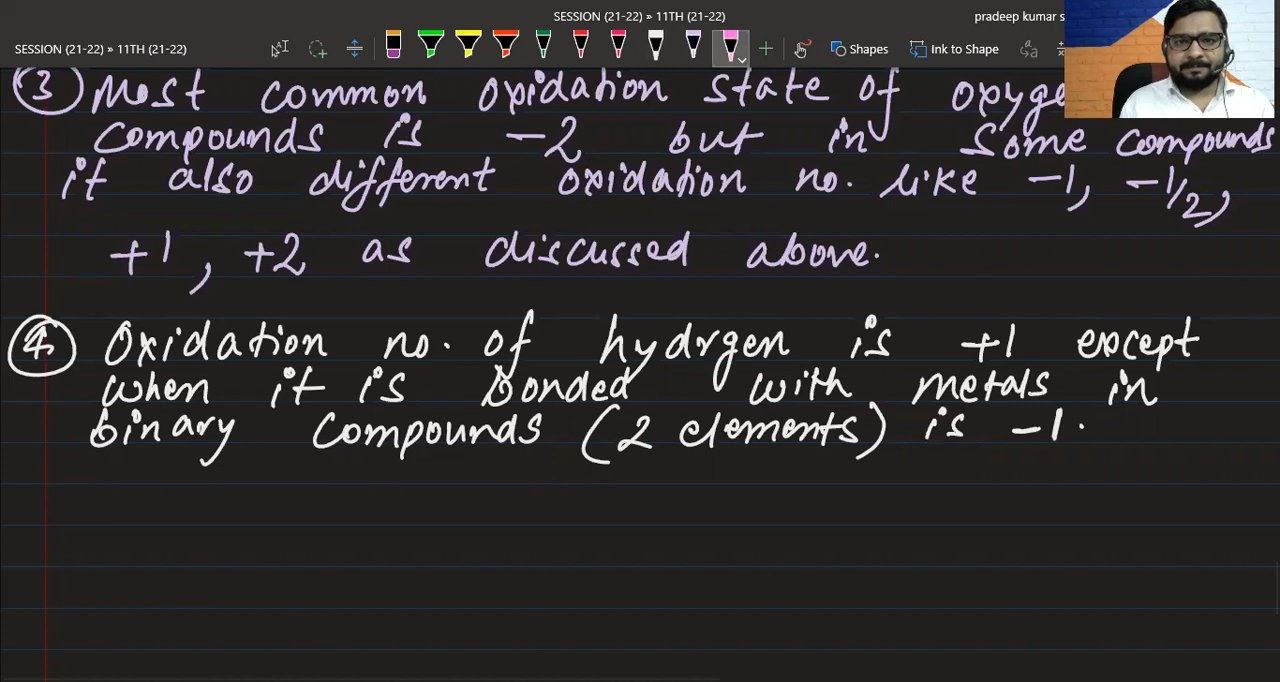 SESSION (21-22) » 11TH (21-22)
pradeep kumar s
SESSION (21-22) » 11TH (21-22)
Shapes
Ink to Shape
③ Most common oxidation state of oxyge
compounds is -2 but in some compounds
it also different oxidation no. like -1, -1/2,
+1, +2 as discussed above.
④ Oxidation no. of hydrgen is +1 except
when it is bonded with metals in
binary compounds (2 elements) is -1.